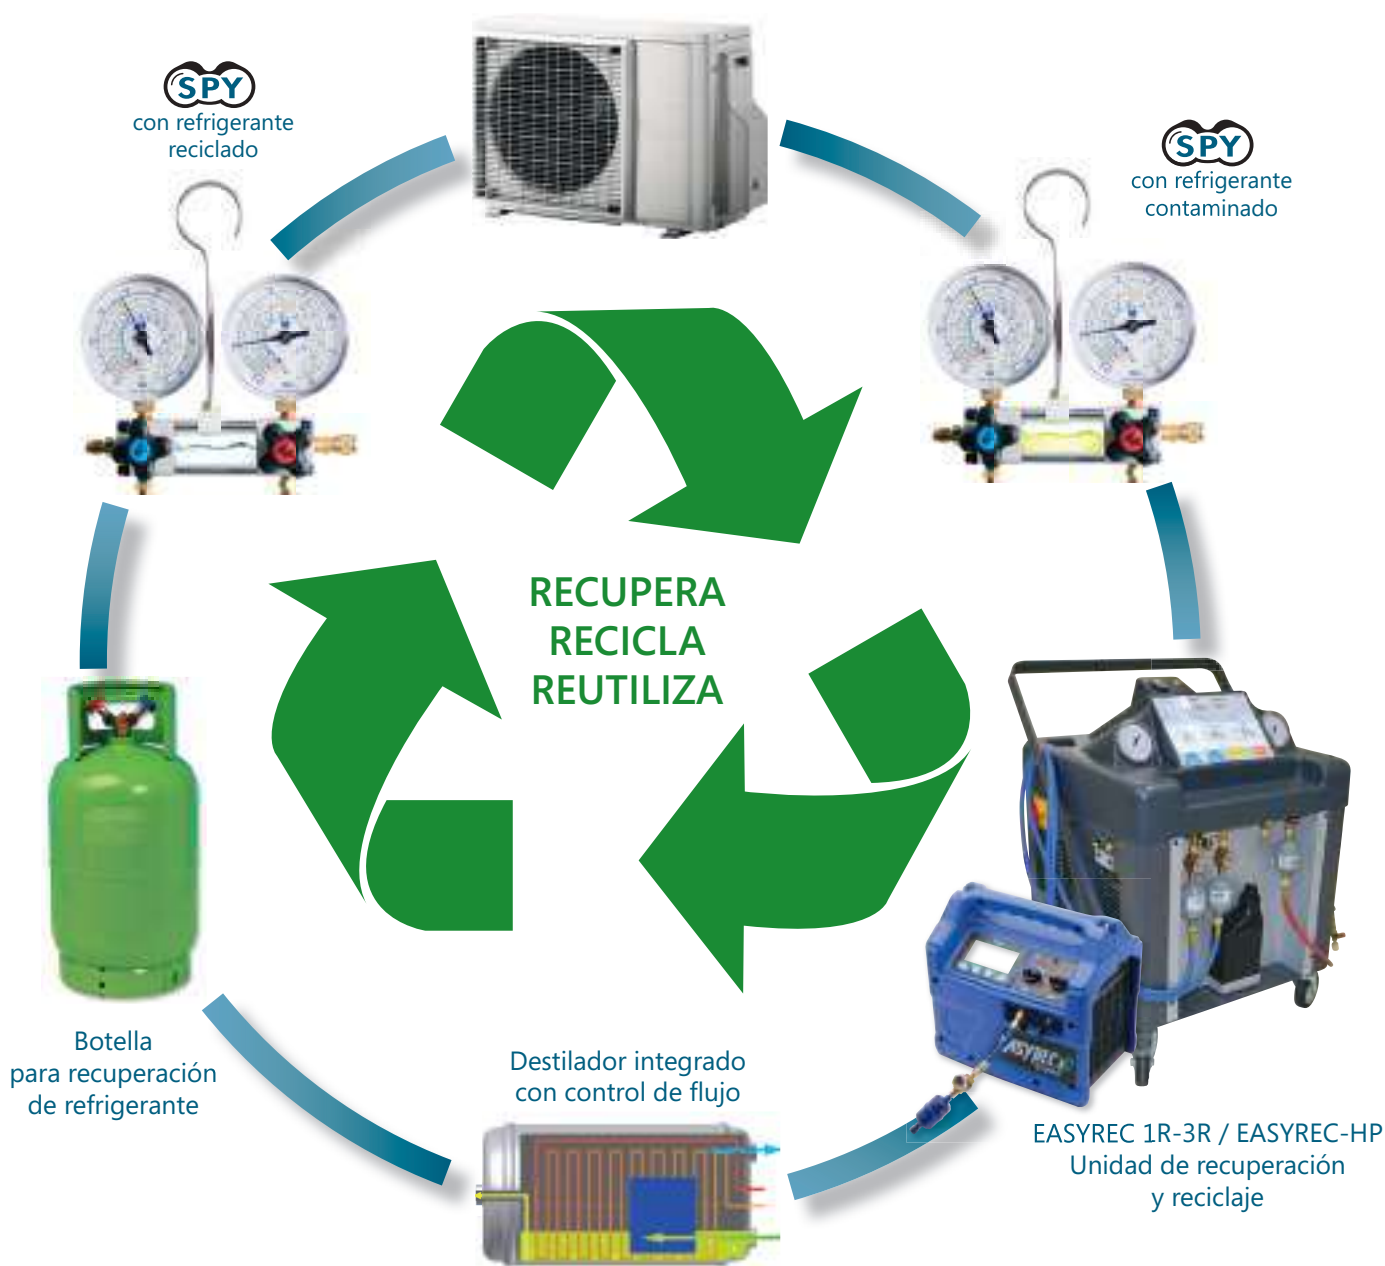 SPY
con refrigerante
reciclado
SPY
con refrigerante
contaminado
RECUPERA
RECICLA
REUTILIZA
Botella
para recuperación
de refrigerante
Destilador integrado
con control de flujo
EASYREC 1R-3R / EASYREC-HP
Unidad de recuperación
y reciclaje